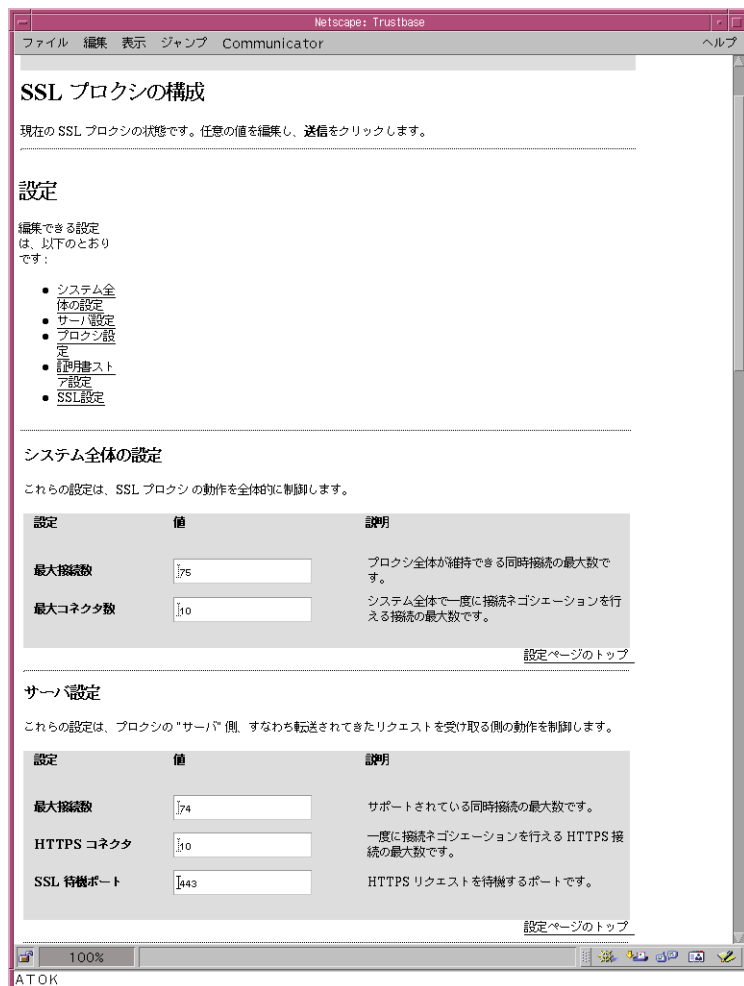 Netscape: Trustbase
ファイル 編集 表示 ジャンプ Communicator ヘルプ
SSL プロクシの構成
現在の SSL プロクシの状態です。任意の値を編集し、送信をクリックします。
設定
編集できる設定
は、以下のとおり
です :
システム全
体の設定
サーバ設定
プロクシ設
定
証明書スト
ア設定
SSL設定
システム全体の設定
これらの設定は、SSL プロクシ の動作を全体的に制御します。
設定 値 説明
最大接続数 75 プロクシ全体が維持できる同時接続の最大数で
す。
最大コネクタ数 10 システム全体で一度に接続ネゴシエーションを行
える接続の最大数です。
設定ページのトップ
サーバ設定
これらの設定は、プロクシの "サーバ" 側、すなわち転送されてきたリクエストを受け取る側の動作を制御します。
設定 値 説明
最大接続数 74 サポートされている同時接続の最大数です。
HTTPS コネクタ 10 一度に接続ネゴシエーションを行える HTTPS 接
続の最大数です。
SSL 待機ポート 443 HTTPS リクエストを待機するポートです。
設定ページのトップ
100%
ATOK